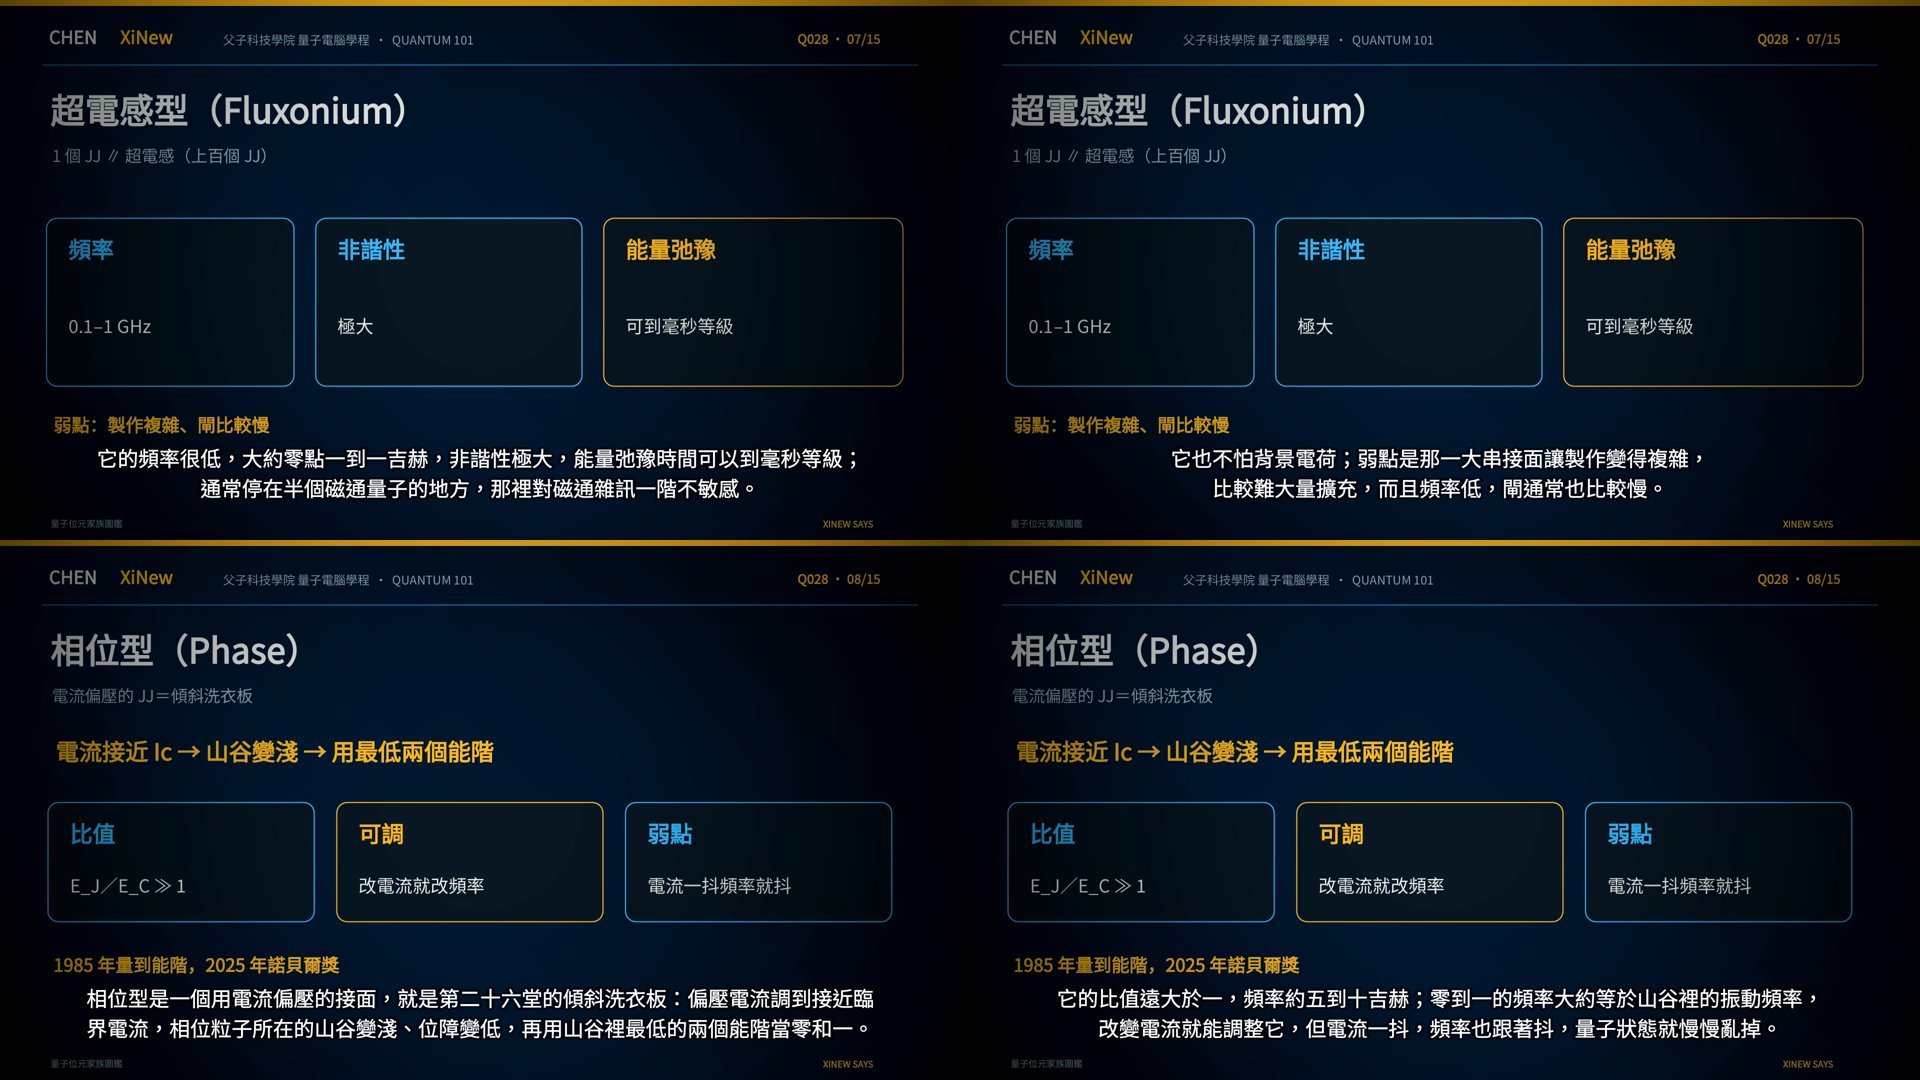 CHEN XiNew 父子科技學院 量子電腦學程 · QUANTUM 101 Q028 · 07/15
超電感型（Fluxonium）
1 個 JJ ∥ 超電感（上百個 JJ）
頻率 非諧性 能量弛豫
0.1–1 GHz 極大 可到毫秒等級
弱點：製作複雜、閘比較慢
它的頻率很低，大約零點一到一吉赫，非諧性極大，能量弛豫時間可以到毫秒等級；
通常停在半個磁通量子的地方，那裡對磁通雜訊一階不敏感。
量子位元家族圖鑑 XINEW SAYS
CHEN XiNew 父子科技學院 量子電腦學程 · QUANTUM 101 Q028 · 07/15
超電感型（Fluxonium）
1 個 JJ ∥ 超電感（上百個 JJ）
頻率 非諧性 能量弛豫
0.1–1 GHz 極大 可到毫秒等級
弱點：製作複雜、閘比較慢
它也不怕背景電荷；弱點是那一大串接面讓製作變得複雜，
比較難大量擴充，而且頻率低，閘通常也比較慢。
量子位元家族圖鑑 XINEW SAYS
CHEN XiNew 父子科技學院 量子電腦學程 · QUANTUM 101 Q028 · 08/15
相位型（Phase）
電流偏壓的 JJ＝傾斜洗衣板
電流接近 Ic → 山谷變淺 → 用最低兩個能階
比值 可調 弱點
E_J／E_C ≫ 1 改電流就改頻率 電流一抖頻率就抖
1985 年量到能階，2025 年諾貝爾獎
相位型是一個用電流偏壓的接面，就是第二十六堂的傾斜洗衣板：偏壓電流調到接近臨
界電流，相位粒子所在的山谷變淺、位障變低，再用山谷裡最低的兩個能階當零和一。
量子位元家族圖鑑 XINEW SAYS
CHEN XiNew 父子科技學院 量子電腦學程 · QUANTUM 101 Q028 · 08/15
相位型（Phase）
電流偏壓的 JJ＝傾斜洗衣板
電流接近 Ic → 山谷變淺 → 用最低兩個能階
比值 可調 弱點
E_J／E_C ≫ 1 改電流就改頻率 電流一抖頻率就抖
1985 年量到能階，2025 年諾貝爾獎
它的比值遠大於一，頻率約五到十吉赫；零到一的頻率大約等於山谷裡的振動頻率，
改變電流就能調整它，但電流一抖，頻率也跟著抖，量子狀態就慢慢亂掉。
量子位元家族圖鑑 XINEW SAYS